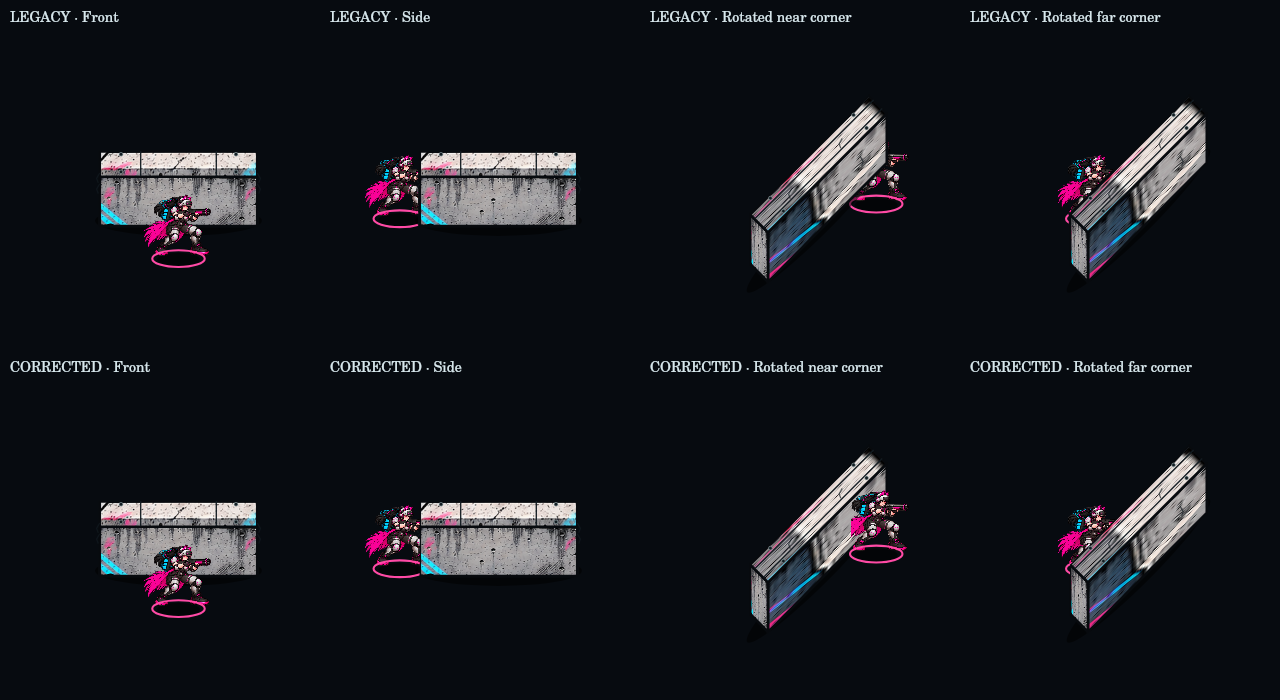 LEGACY · Front
LEGACY · Side
LEGACY · Rotated near corner
LEGACY · Rotated far corner
CORRECTED · Front
CORRECTED · Side
CORRECTED · Rotated near corner
CORRECTED · Rotated far corner